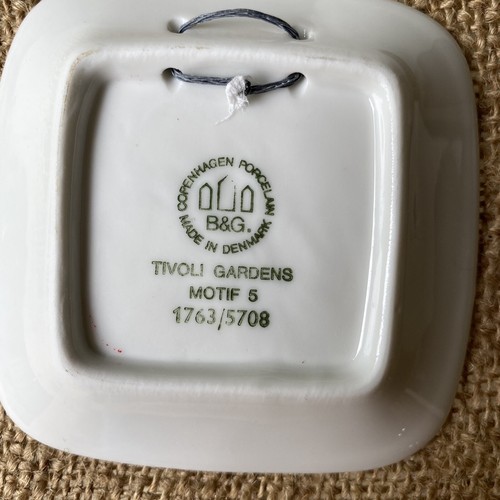 COPENHAGEN PORCELAIN
B&G.
MADE IN DENMARK
TIVOLI GARDENS
MOTIF 5
1763/5708